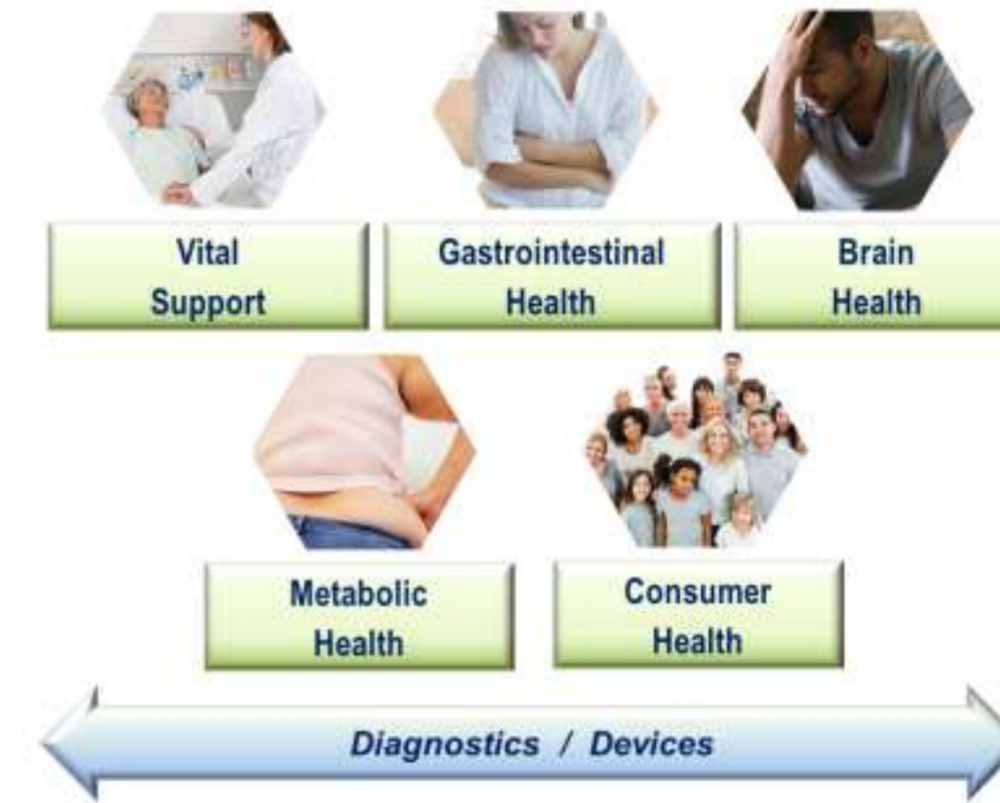 Vital
Support
Gastrointestinal
Health
Brain
Health
Metabolic
Health
Consumer
Health
Diagnostics / Devices